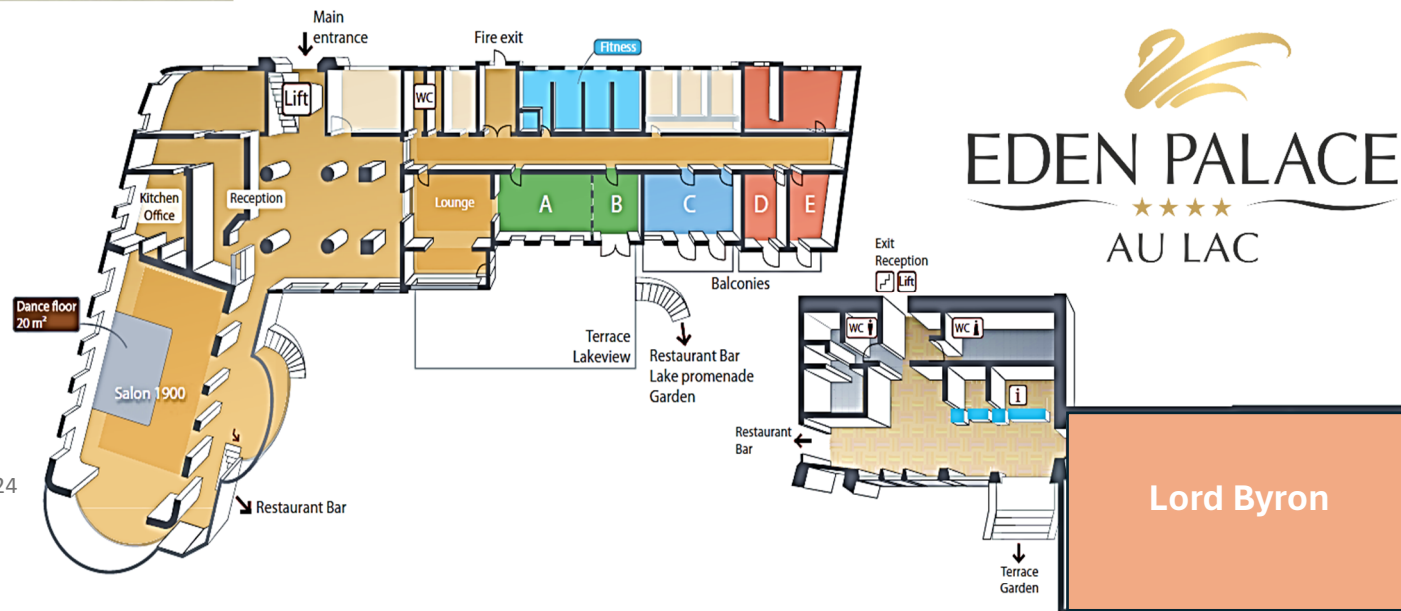 Main
entrance
Fire exit
Fitness
Lift
WC
Kitchen
Office
Reception
Lounge
A
B
C
D
E
Balconies
Dance floor
20 m²
Salon 1900
Terrace
Lakeview
Restaurant Bar
Lake promenade
Garden
Restaurant Bar
24
EDEN PALACE
AU LAC
Exit
Reception
Lift
WC
WC
i
Restaurant
Bar
Lord Byron
Terrace
Garden